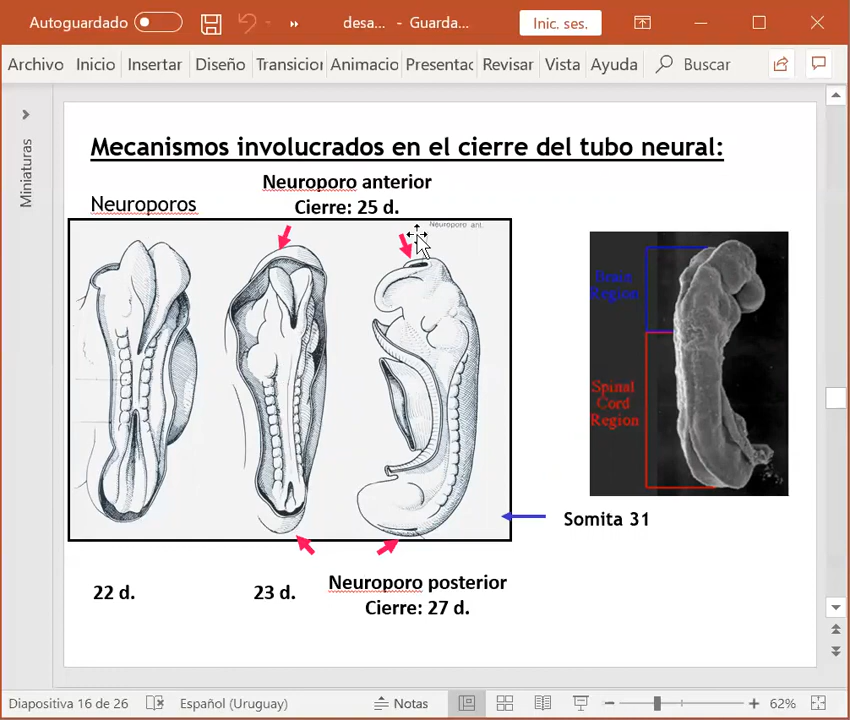 Autoguardado
desa... - Guarda...
Inic. ses.
Archivo Inicio Insertar Diseño Transicior Animacio Presentac Revisar Vista Ayuda Buscar
Miniaturas
Mecanismos involucrados en el cierre del tubo neural:
Neuroporo anterior
Cierre: 25 d.
Neuroporos
Neuroporo ant.
Brain
Region
Spinal
Cord
Region
Somita 31
22 d.
23 d.
Neuroporo posterior
Cierre: 27 d.
Diapositiva 16 de 26 Español (Uruguay) Notas 62%